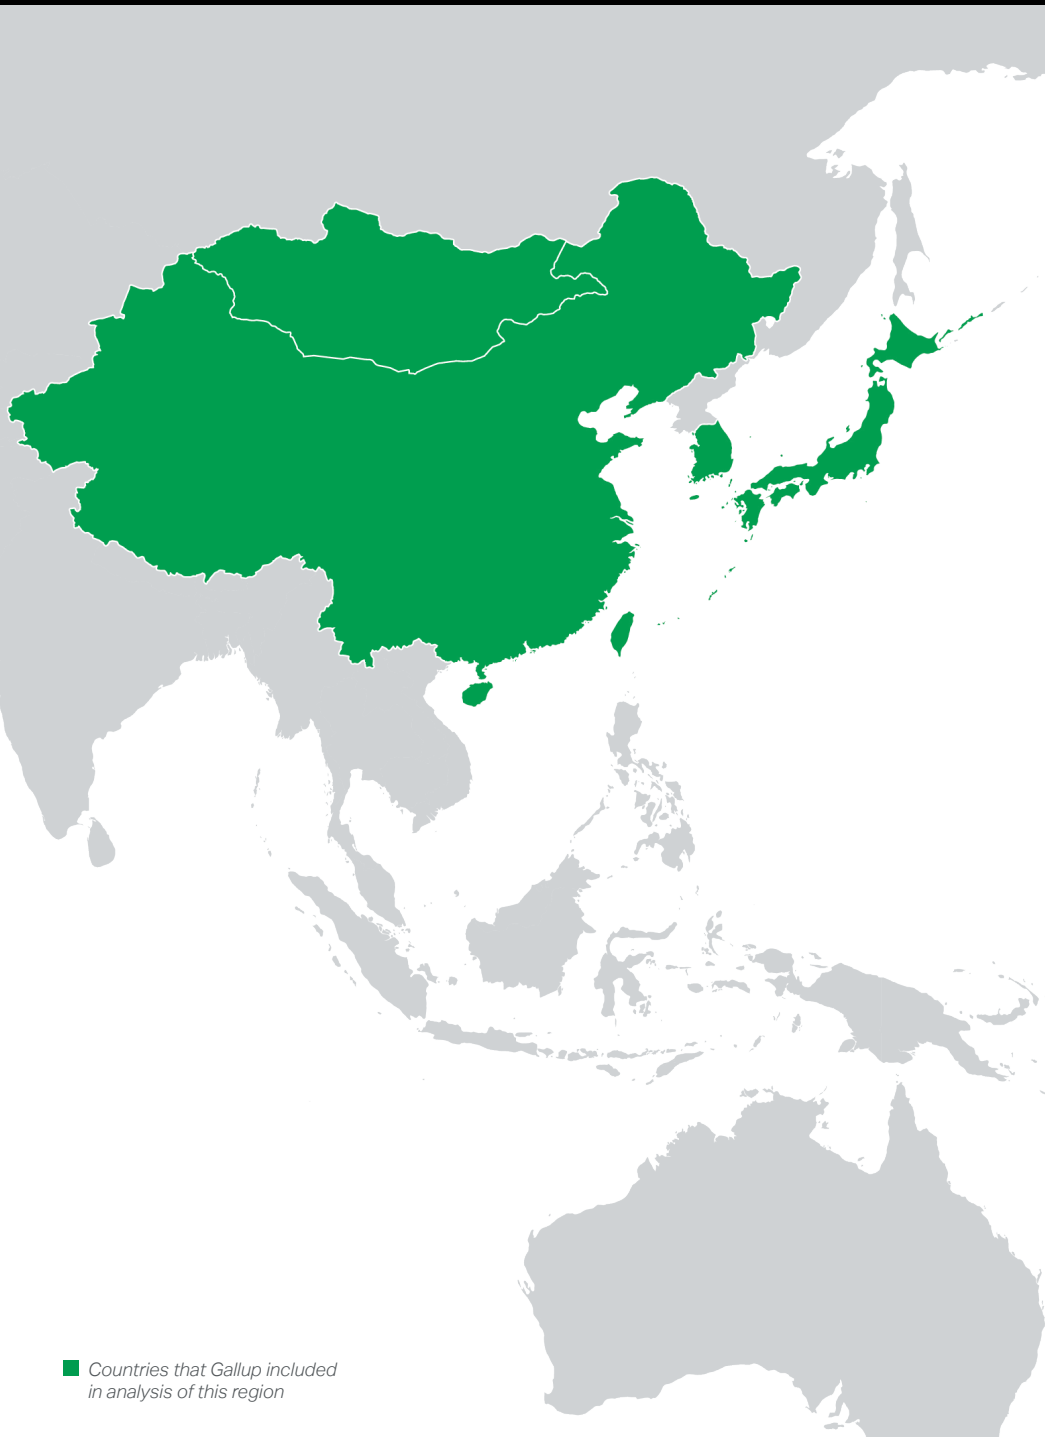 Countries that Gallup included
in analysis of this region